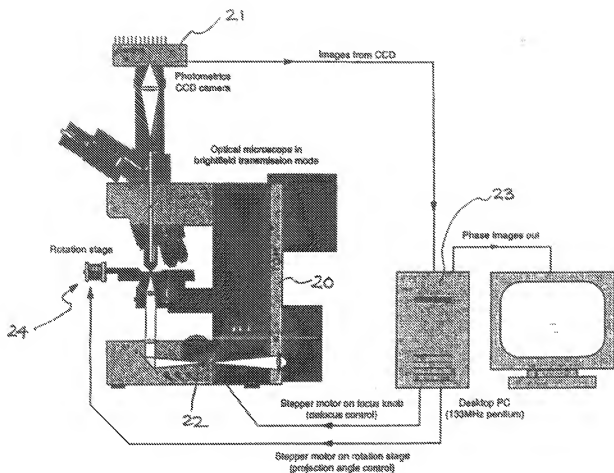 21
Images from CCD
Photometrics
CCD camera
Optical microscope in
brightfield transmission mode
23
Phase images out
Rotation stage
20
24
22
Stepper motor on focus knob
(defocus control)
Desktop PC
(133MHz pentium)
Stepper motor on rotation stage
(projection angle control)